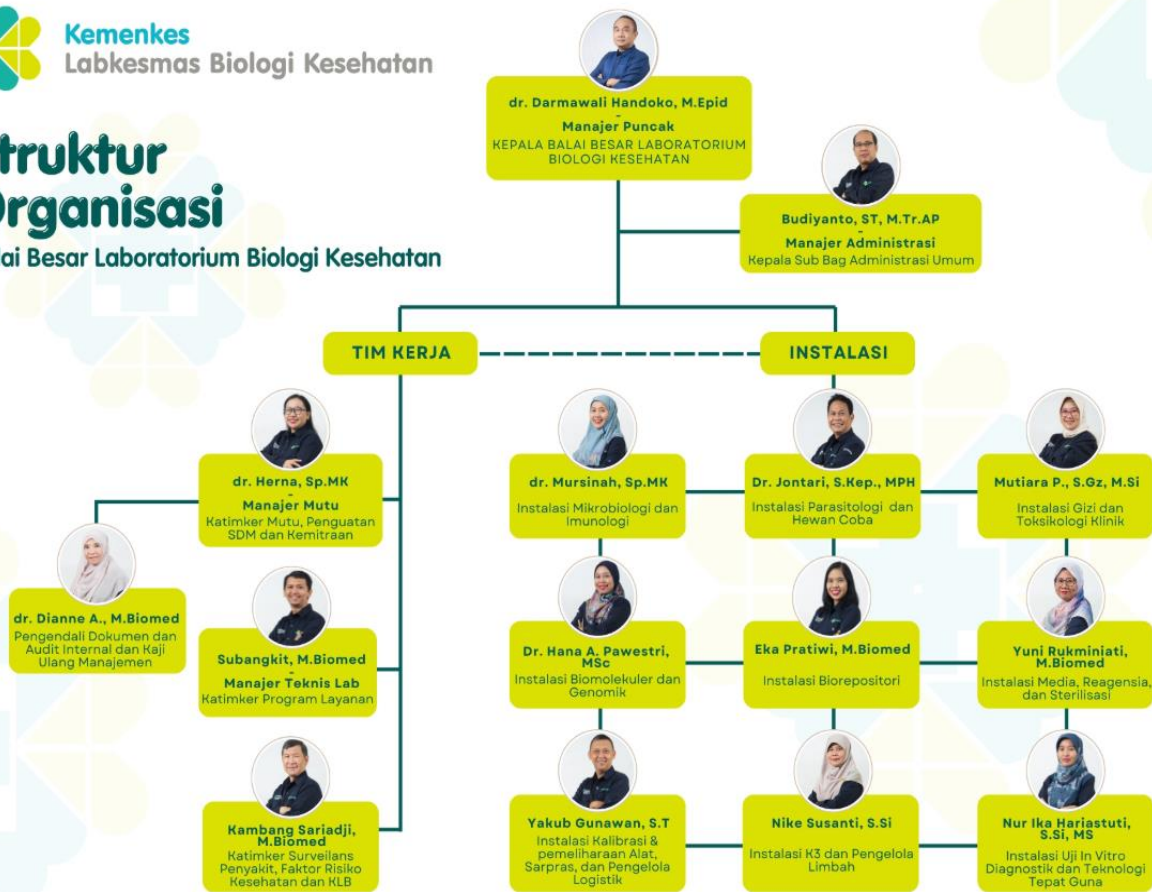 Kemenkes
Labkesmas Biologi Kesehatan
truktur
Organisasi
lai Besar Laboratorium Biologi Kesehatan
dr. Darmawali Handoko, M.Epid
-
Manajer Puncak
KEPALA BALAI BESAR LABORATORIUM
BIOLOGI KESEHATAN
Budiyanto, ST, M.Tr.AP
-
Manajer Administrasi
Kepala Sub Bag Administrasi Umum
TIM KERJA
INSTALASI
dr. Herna, Sp.MK
-
Manajer Mutu
Katimker Mutu, Penguatan
SDM dan Kemitraan
dr. Dianne A., M.Biomed
Pengendali Dokumen dan
Audit Internal dan Kaji
Ulang Manajemen
Subangkit, M.Biomed
-
Manajer Teknis Lab
Katimker Program Layanan
Kambang Sariadji,
M.Biomed
Katimker Surveilans
Penyakit, Faktor Risiko
Kesehatan dan KLB
dr. Mursinah, Sp.MK
Instalasi Mikrobiologi dan
Imunologi
Dr. Jontari, S.Kep., MPH
Instalasi Parasitologi dan
Hewan Coba
Mutiara P., S.Gz, M.Si
Instalasi Gizi dan
Toksikologi Klinik
Dr. Hana A. Pawestri,
MSc
Instalasi Biomolekuler dan
Genomik
Eka Pratiwi, M.Biomed
Instalasi Biorepositori
Yuni Rukminiati,
M.Biomed
Instalasi Media, Reagensia,
dan Sterilisasi
Yakub Gunawan, S.T
Instalasi Kalibrasi &
pemeliharaan Alat,
Sarpras, dan Pengelola
Logistik
Nike Susanti, S.Si
Instalasi K3 dan Pengelola
Limbah
Nur Ika Hariastuti,
S.Si, MS
Instalasi Uji In Vitro
Diagnostik dan Teknologi
Tepat Guna